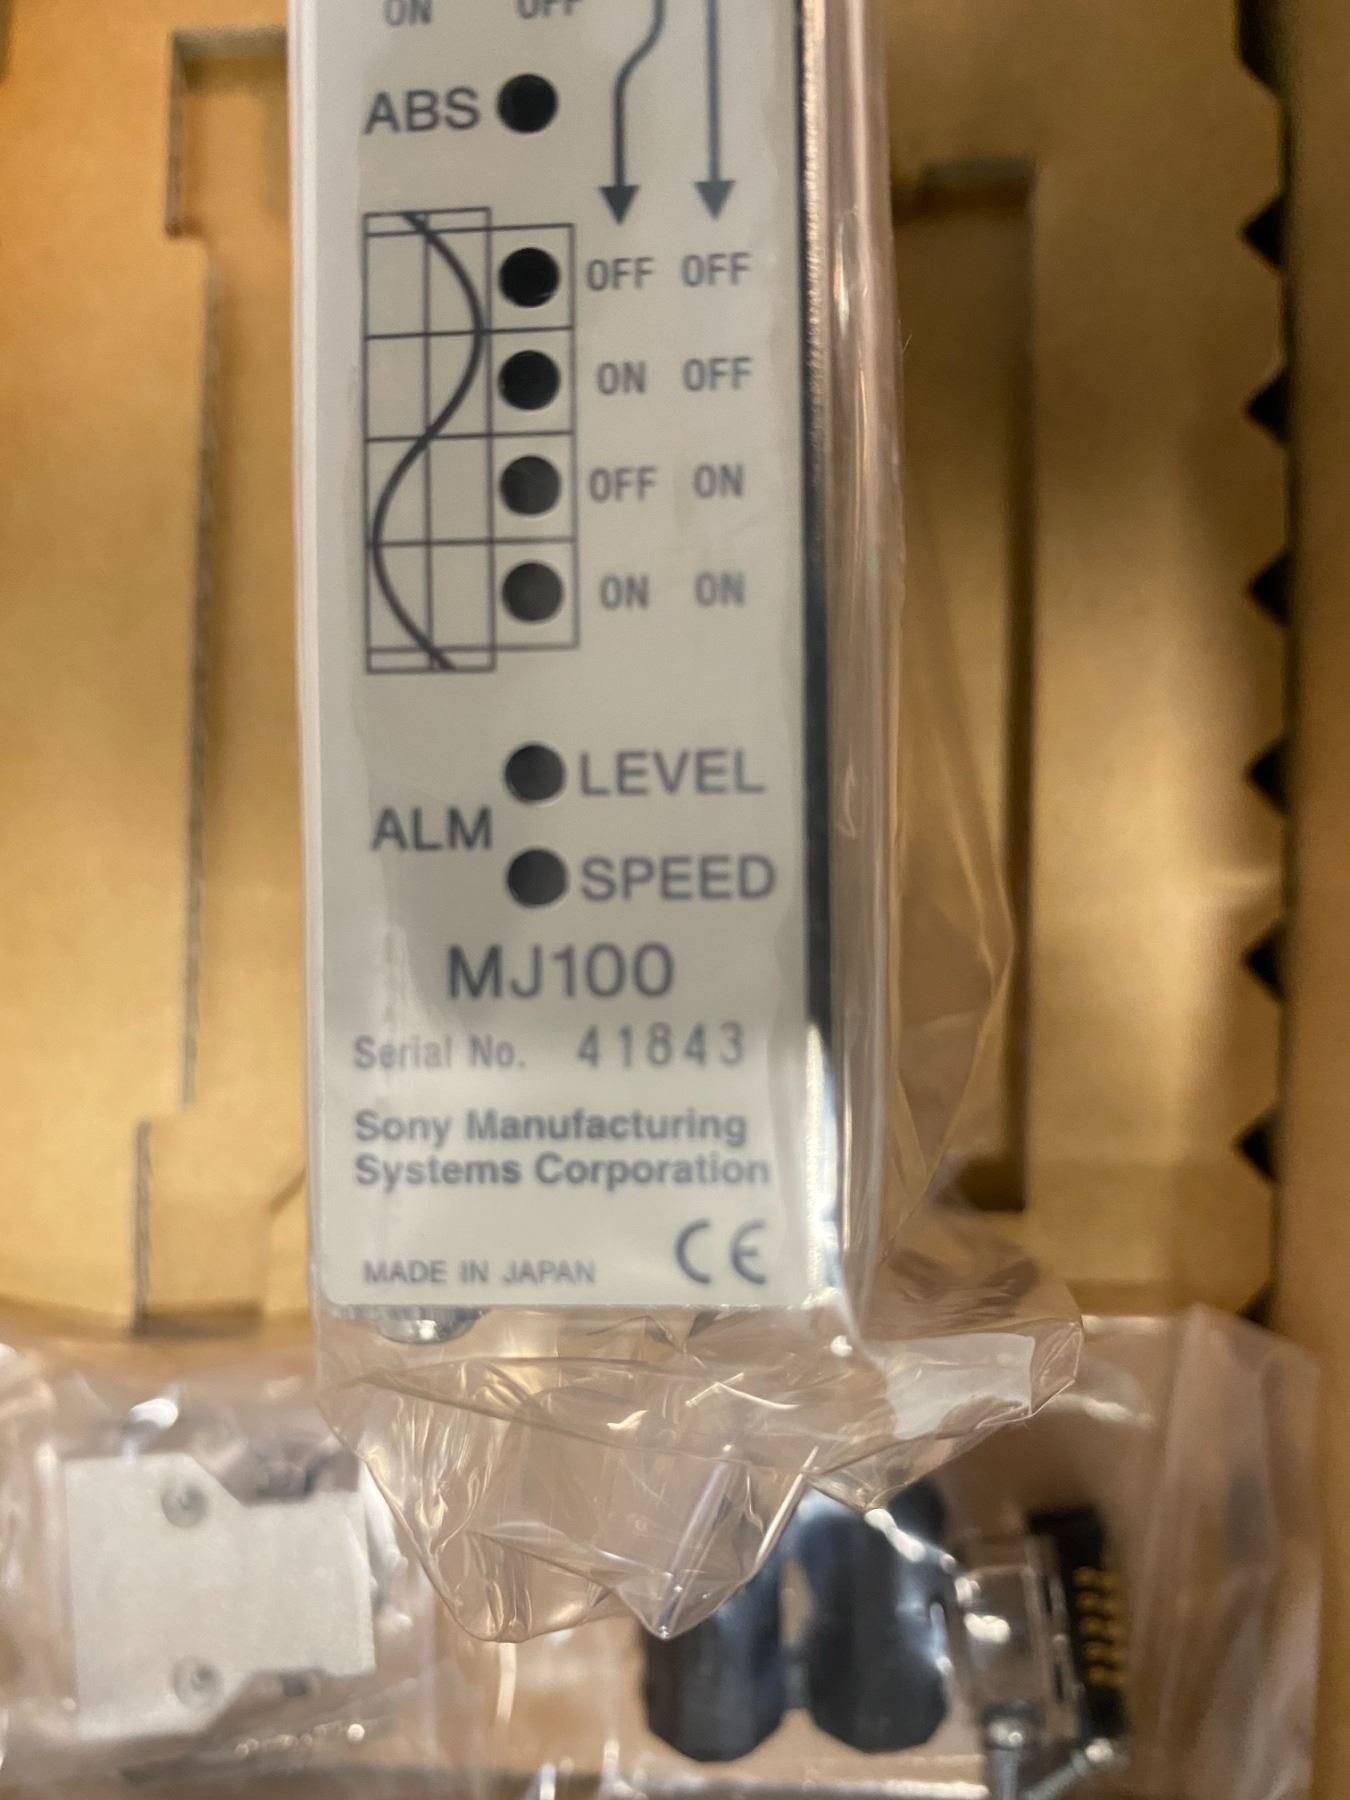 ON OFF
ABS
OFF OFF
ON OFF
OFF ON
ON ON
LEVEL
ALM
SPEED
MJ100
Serial No. 41843
Sony Manufacturing
Systems Corporation
MADE IN JAPAN CE